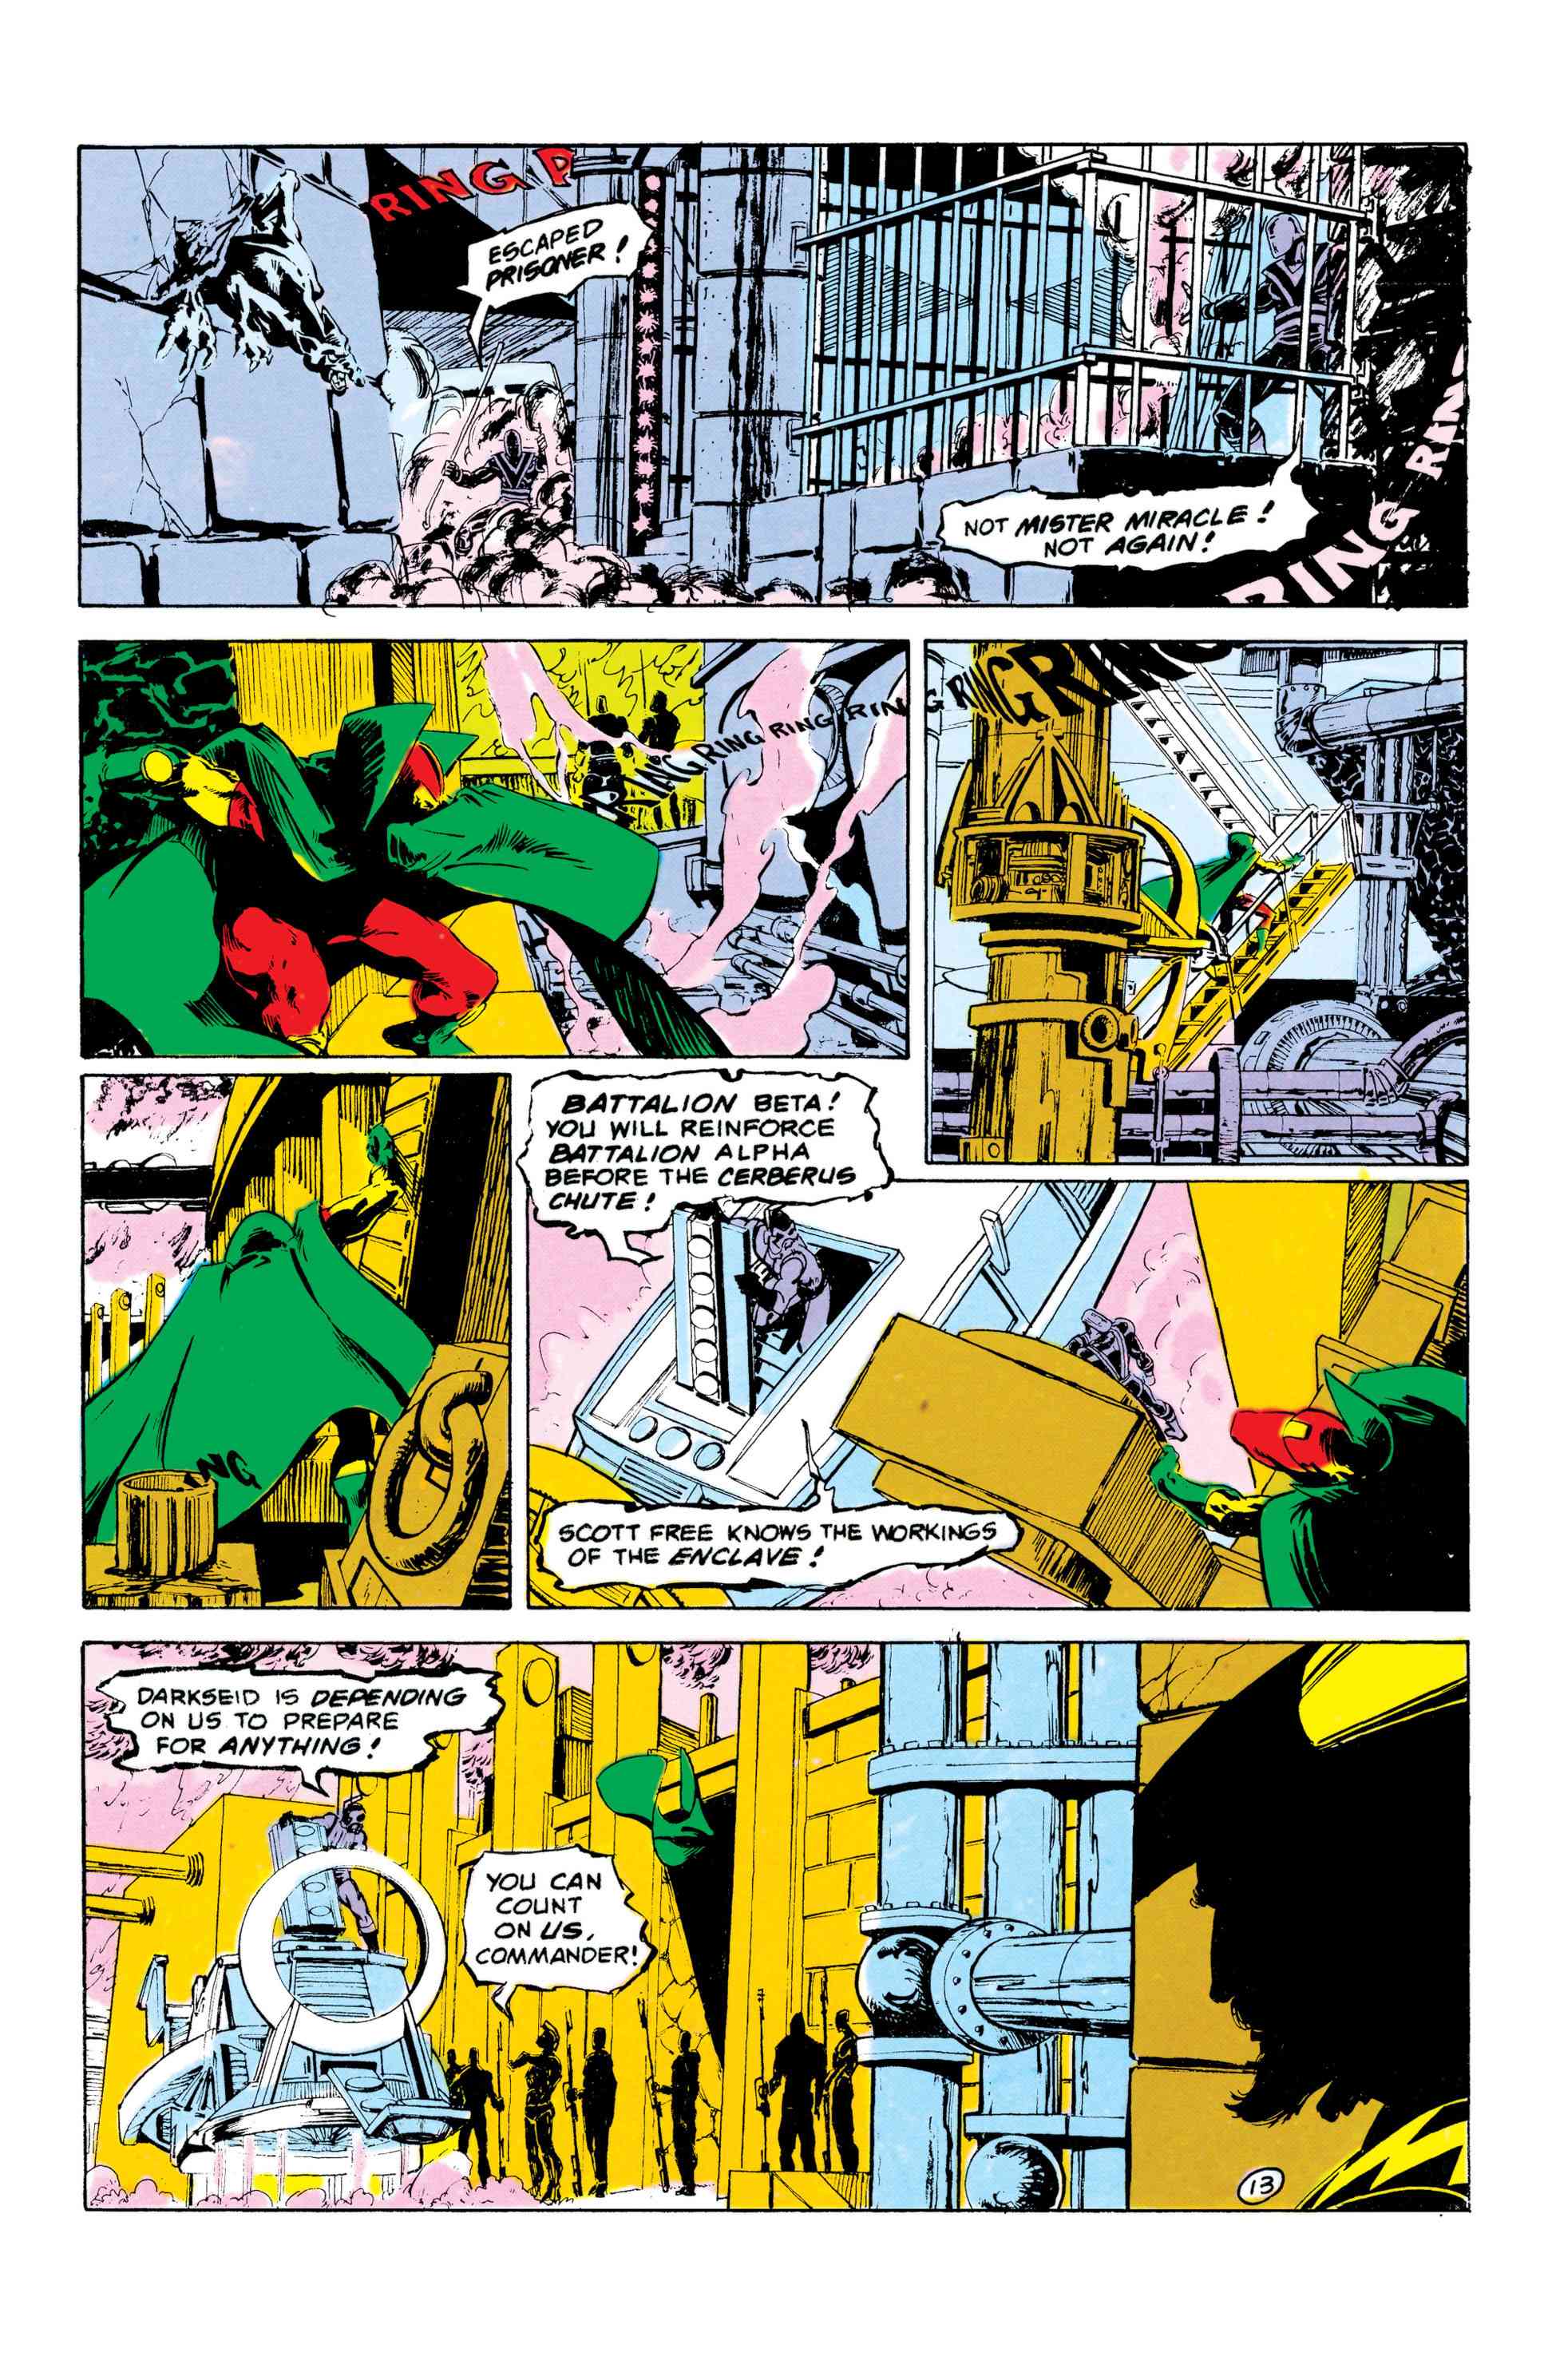 RING R
ESCAPED
PRISONER!
NOT MISTER MIRACLE!
NOT AGAIN!
RING RING RING
RING RING RING RING RING RING
BATTALION BETA!
YOU WILL REINFORCE
BATTALION ALPHA
BEFORE THE CERBERUS
CHUTE!
NG
SCOTT FREE KNOWS THE WORKINGS
OF THE ENCLAVE!
DARKSEID IS DEPENDING
ON US TO PREPARE
FOR ANYTHING!
YOU CAN
COUNT
ON US,
COMMANDER!
13